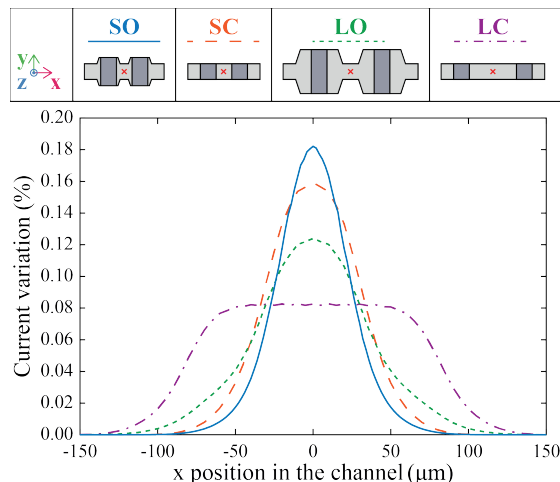 SO SC LO LC
y
z x
0.20
0.18
0.16
0.14
0.12
0.10
0.08
0.06
0.04
0.02
0.00
Current variation (%)
-150 -100 -50 0 50 100 150
x position in the channel (μm)